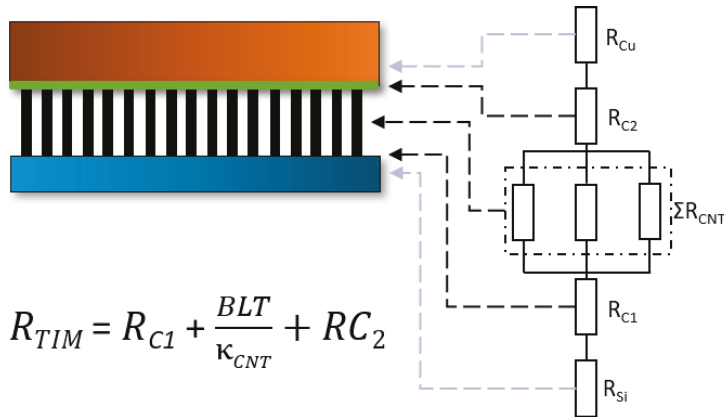 R_Cu
R_C2
ΣR_CNT
R_C1
R_Si
R_TIM = R_C1 + BLT/κ_CNT + RC_2